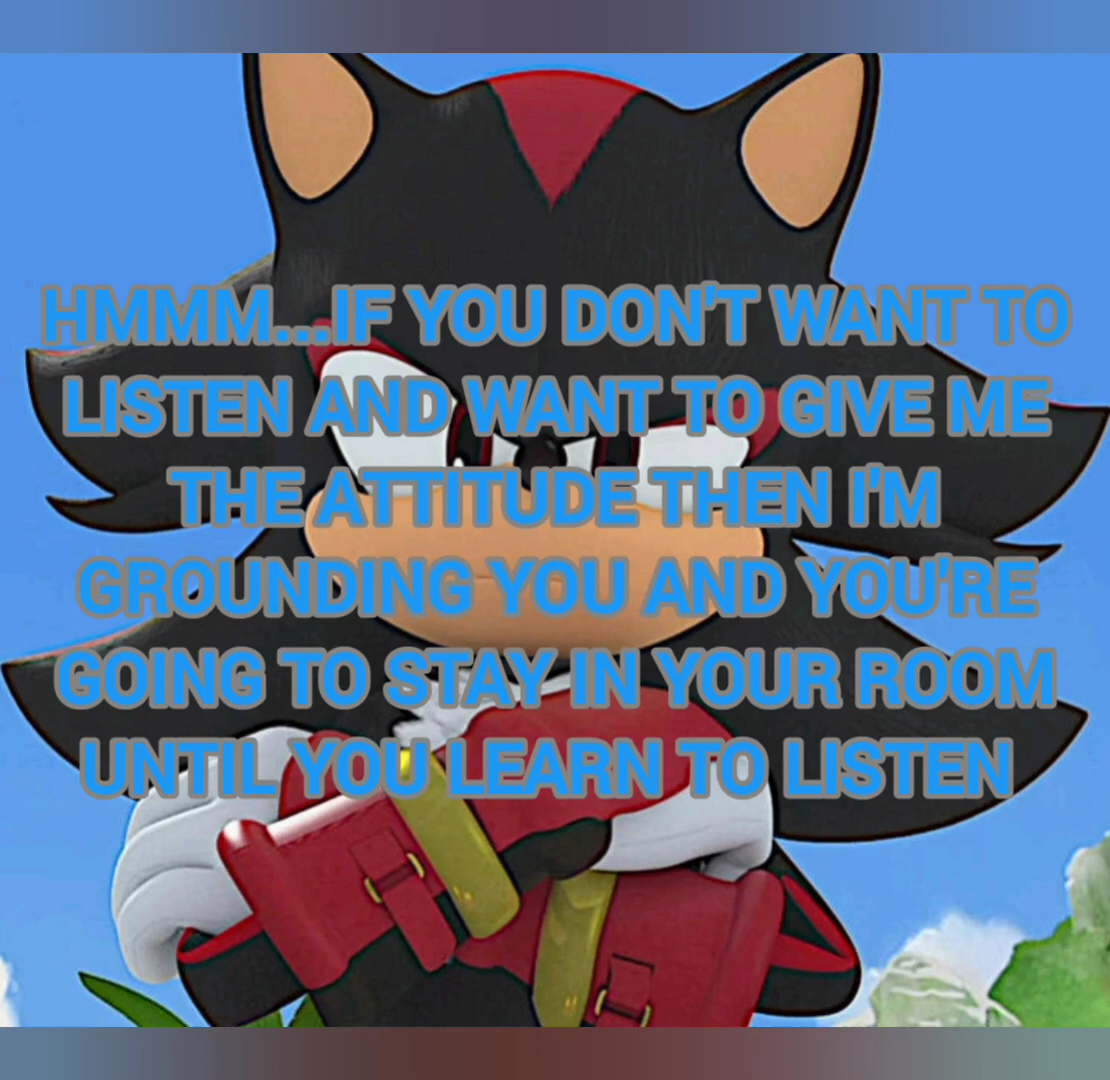 HMMM...IF YOU DON'T WANT TO
LISTEN AND WANT TO GIVE ME
THE ATTITUDE THEN I'M
GROUNDING YOU AND YOU'RE
GOING TO STAY IN YOUR ROOM
UNTIL YOU LEARN TO LISTEN